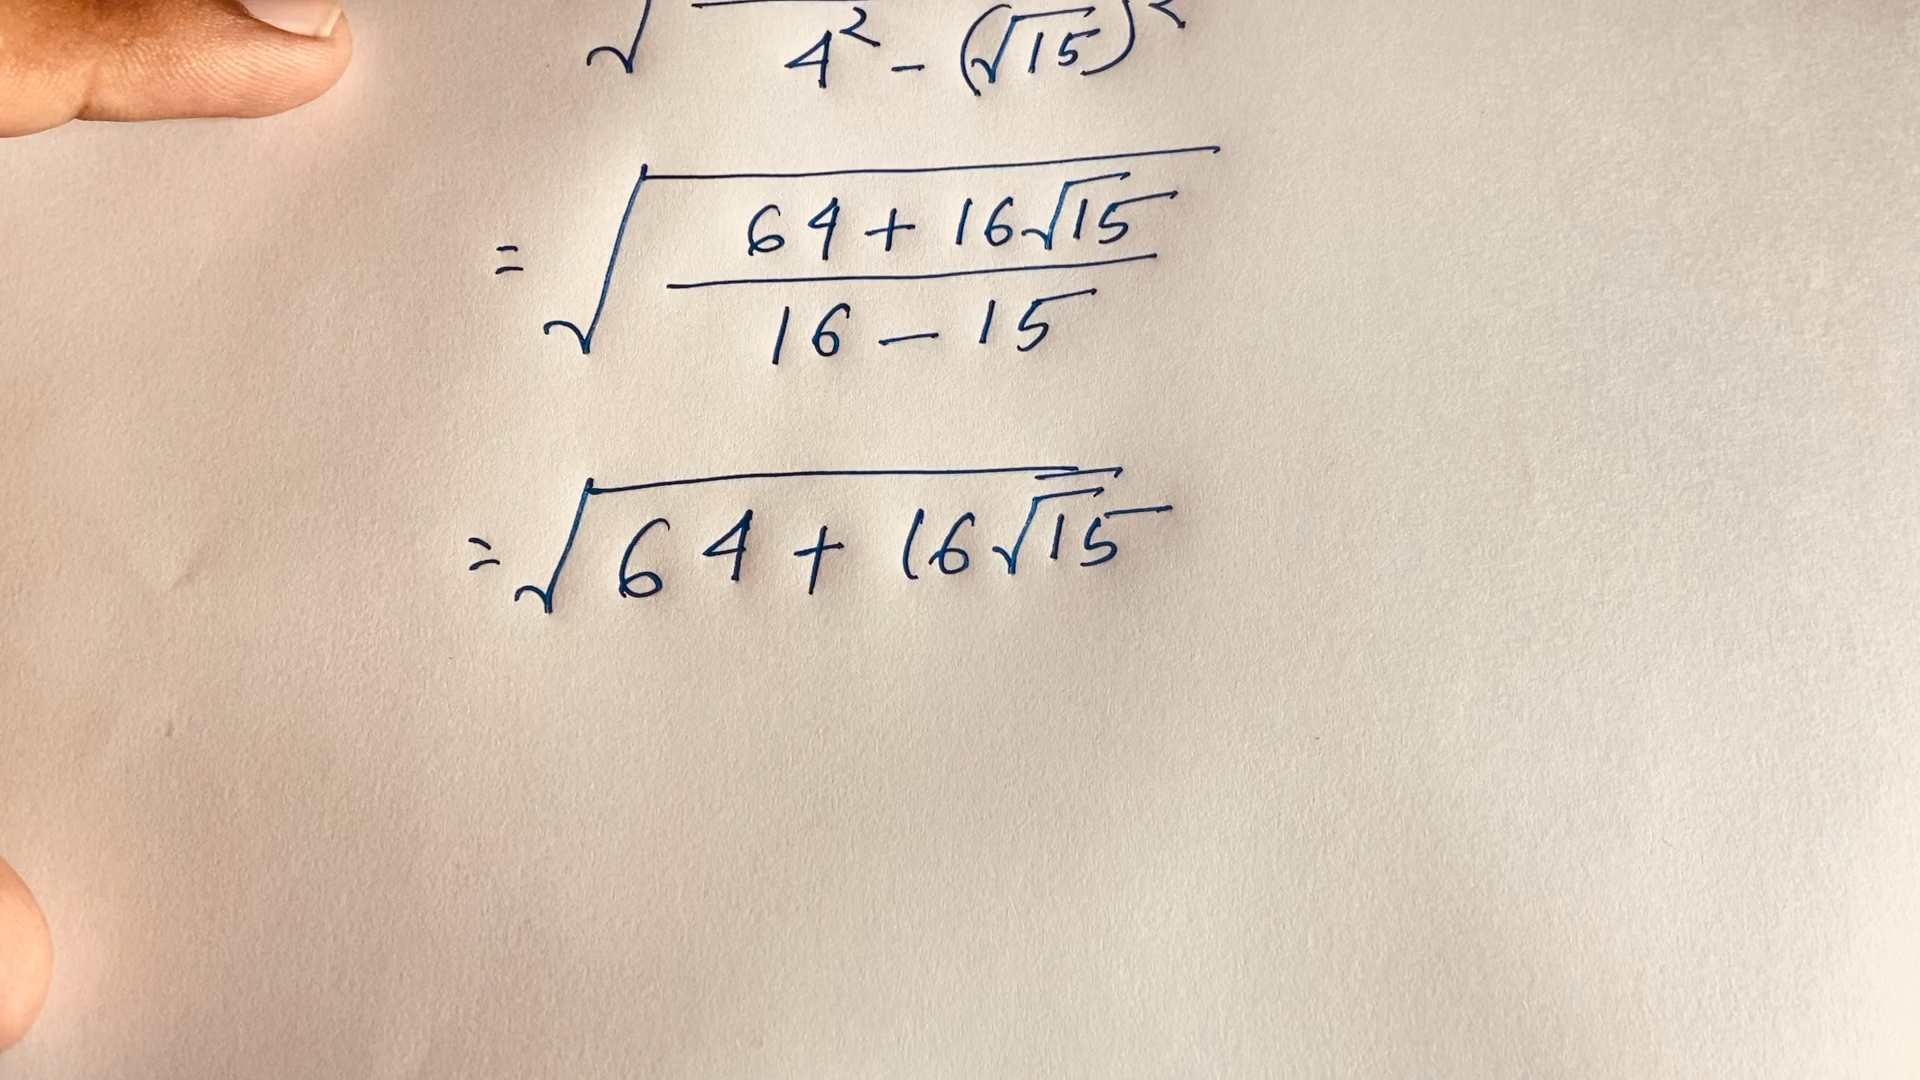 √ 4² - (√15)²
= √ 64 + 16√15 / 16 - 15
= √64 + 16√15